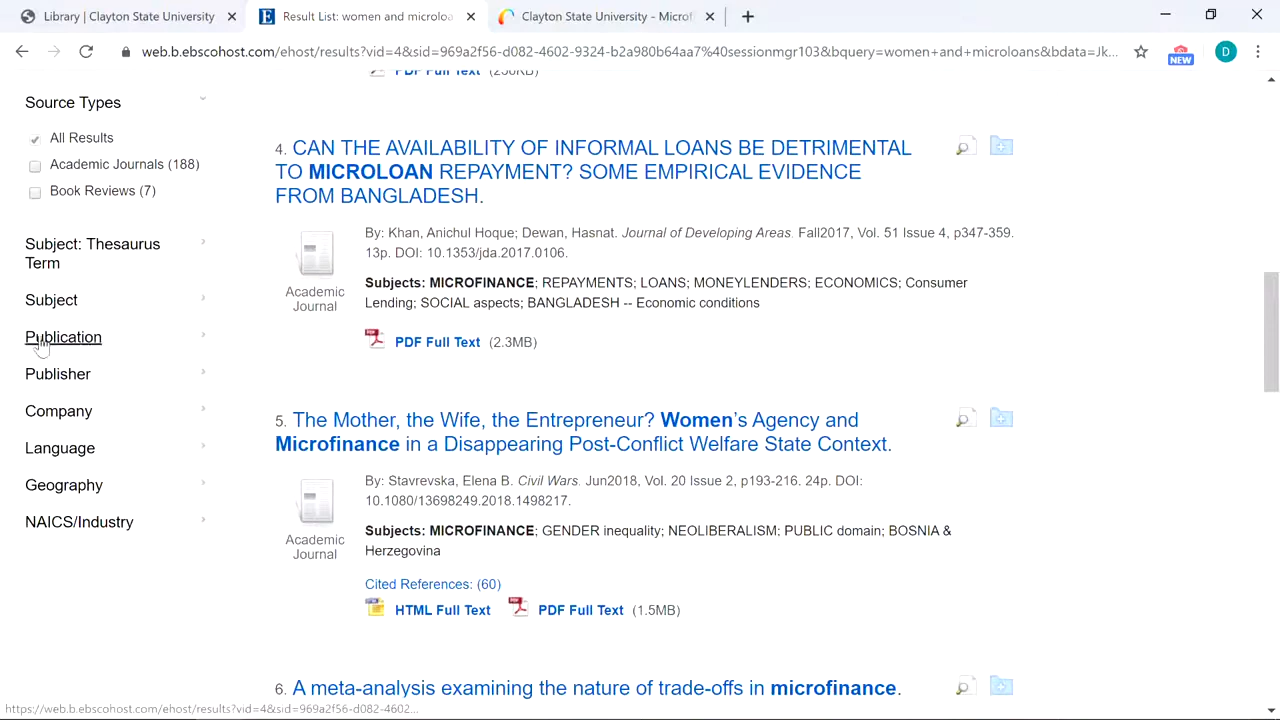 Library | Clayton State University
Result List: women and microloa
Clayton State University - Microf
NEW
D
web.b.ebscohost.com/ehost/results?vid=4&sid=969a2f56-d082-4602-9324-b2a980b64aa7%40sessionmgr103&bquery=women+and+microloans&bdata=Jk...
PDF Full Text (256KB)
Source Types
All Results
Academic Journals (188)
Book Reviews (7)
Subject: Thesaurus
Term
Subject
Publication
Publisher
Company
Language
Geography
NAICS/Industry
4. CAN THE AVAILABILITY OF INFORMAL LOANS BE DETRIMENTAL
TO MICROLOAN REPAYMENT? SOME EMPIRICAL EVIDENCE
FROM BANGLADESH.
Academic
Journal
By: Khan, Anichul Hoque; Dewan, Hasnat. Journal of Developing Areas. Fall2017, Vol. 51 Issue 4, p347-359.
13p. DOI: 10.1353/jda.2017.0106.
Subjects: MICROFINANCE; REPAYMENTS; LOANS; MONEYLENDERS; ECONOMICS; Consumer
Lending; SOCIAL aspects; BANGLADESH -- Economic conditions
PDF Full Text (2.3MB)
5. The Mother, the Wife, the Entrepreneur? Women's Agency and
Microfinance in a Disappearing Post-Conflict Welfare State Context.
Academic
Journal
By: Stavrevska, Elena B. Civil Wars. Jun2018, Vol. 20 Issue 2, p193-216. 24p. DOI:
10.1080/13698249.2018.1498217.
Subjects: MICROFINANCE; GENDER inequality; NEOLIBERALISM; PUBLIC domain; BOSNIA &
Herzegovina
Cited References: (60)
HTML Full Text PDF Full Text (1.5MB)
6. A meta-analysis examining the nature of trade-offs in microfinance.
https://web.b.ebscohost.com/ehost/results?vid=4&sid=969a2f56-d082-4602...